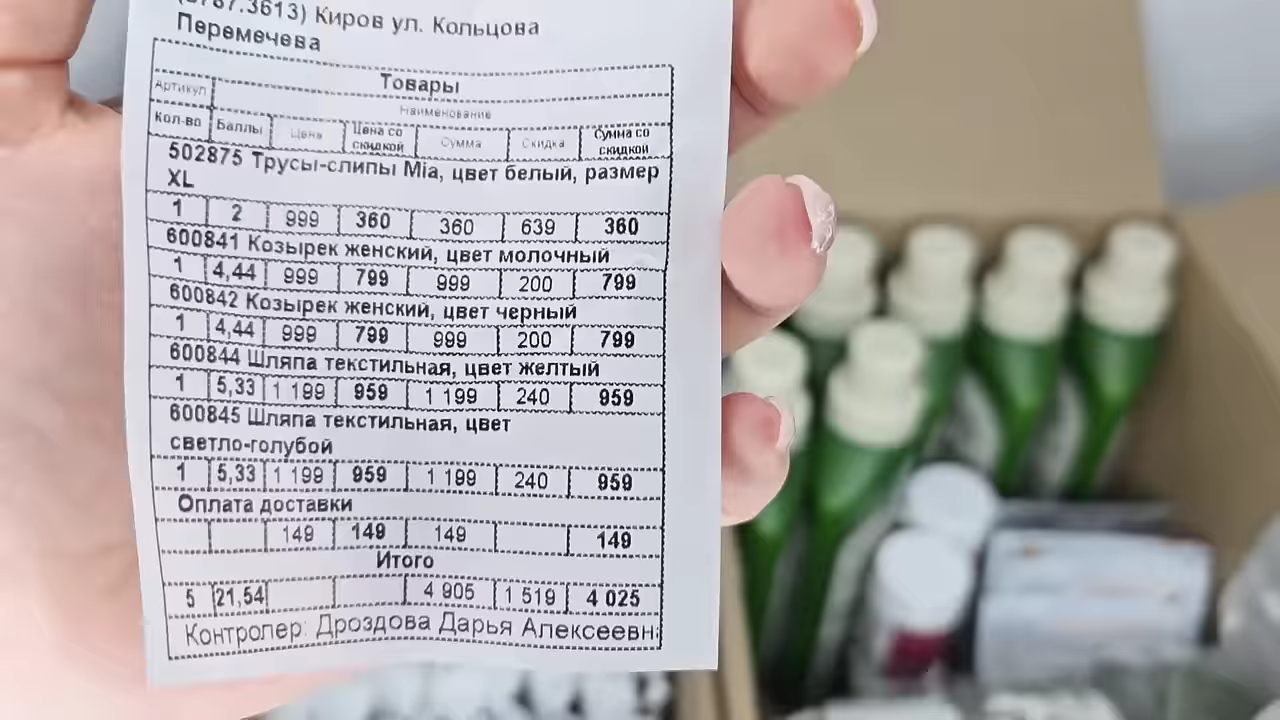 3613) Киров ул. Кольцова
Перемечева
Товары
Артикул
Наименование
Кол-во Баллы Цена Цена со скидкой Сумма Скидка Сумма со скидкой
502875 Трусы-слипы Mia, цвет белый, размер
XL
1 2 999 360 360 639 360
600841 Козырек женский, цвет молочный
1 4,44 999 799 999 200 799
600842 Козырек женский, цвет черный
1 4,44 999 799 999 200 799
600844 Шляпа текстильная, цвет желтый
1 5,33 1 199 959 1 199 240 959
600845 Шляпа текстильная, цвет
светло-голубой
1 5,33 1 199 959 1 199 240 959
Оплата доставки
149 149 149 149
Итого
5 21,54 4 905 1 519 4 025
Контролер: Дроздова Дарья Алексеевн